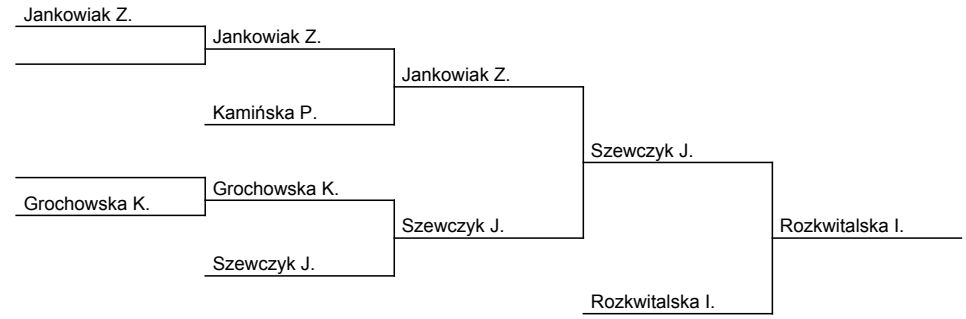 Jankowiak Z.
Jankowiak Z.
Jankowiak Z.
Kamińska P.
Szewczyk J.
Grochowska K.
Grochowska K.
Szewczyk J.
Rozkwitalska I.
Szewczyk J.
Rozkwitalska I.